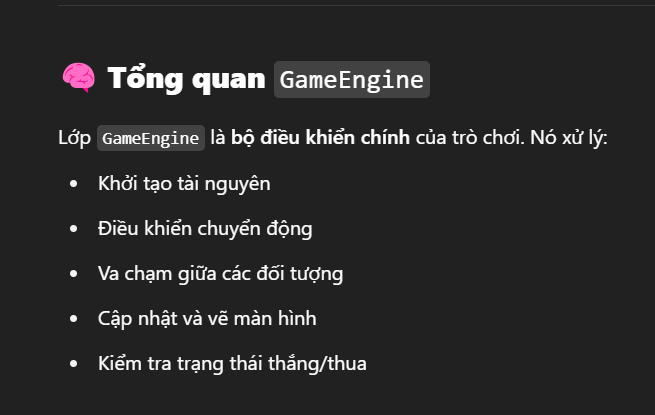 🧠 Tổng quan GameEngine
Lớp GameEngine là bộ điều khiển chính của trò chơi. Nó xử lý:
• Khởi tạo tài nguyên
• Điều khiển chuyển động
• Va chạm giữa các đối tượng
• Cập nhật và vẽ màn hình
• Kiểm tra trạng thái thắng/thua